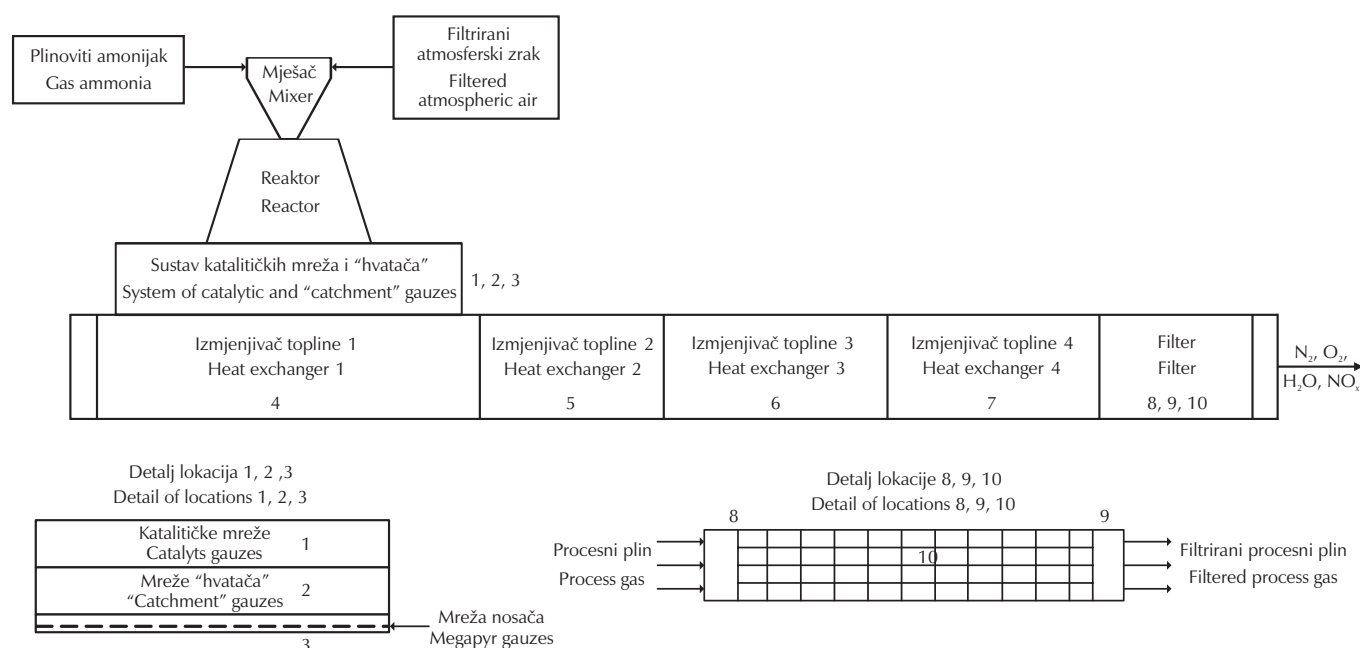 Plinoviti amonijak
Gas ammonia
Mješač
Mixer
Filtrirani
atmosferski zrak
Filtered
atmospheric air
Reaktor
Reactor
Sustav katalitičkih mreža i “hvatača”
System of catalytic and “catchment” gauzes
1, 2, 3
Izmjenjivač topline 1
Heat exchanger 1
4
Izmjenjivač topline 2
Heat exchanger 2
5
Izmjenjivač topline 3
Heat exchanger 3
6
Izmjenjivač topline 4
Heat exchanger 4
7
Filter
Filter
8, 9, 10
N₂, O₂,
H₂O, NOₓ
Detalj lokacija 1, 2 ,3
Detail of locations 1, 2, 3
Katalitičke mreže
Catalyts gauzes
1
Mreže “hvatača”
“Catchment” gauzes
2
3
Mreža nosača
Megapyr gauzes
Detalj lokacije 8, 9, 10
Detail of locations 8, 9, 10
8
9
10
Procesni plin
Process gas
Filtrirani procesni plin
Filtered process gas